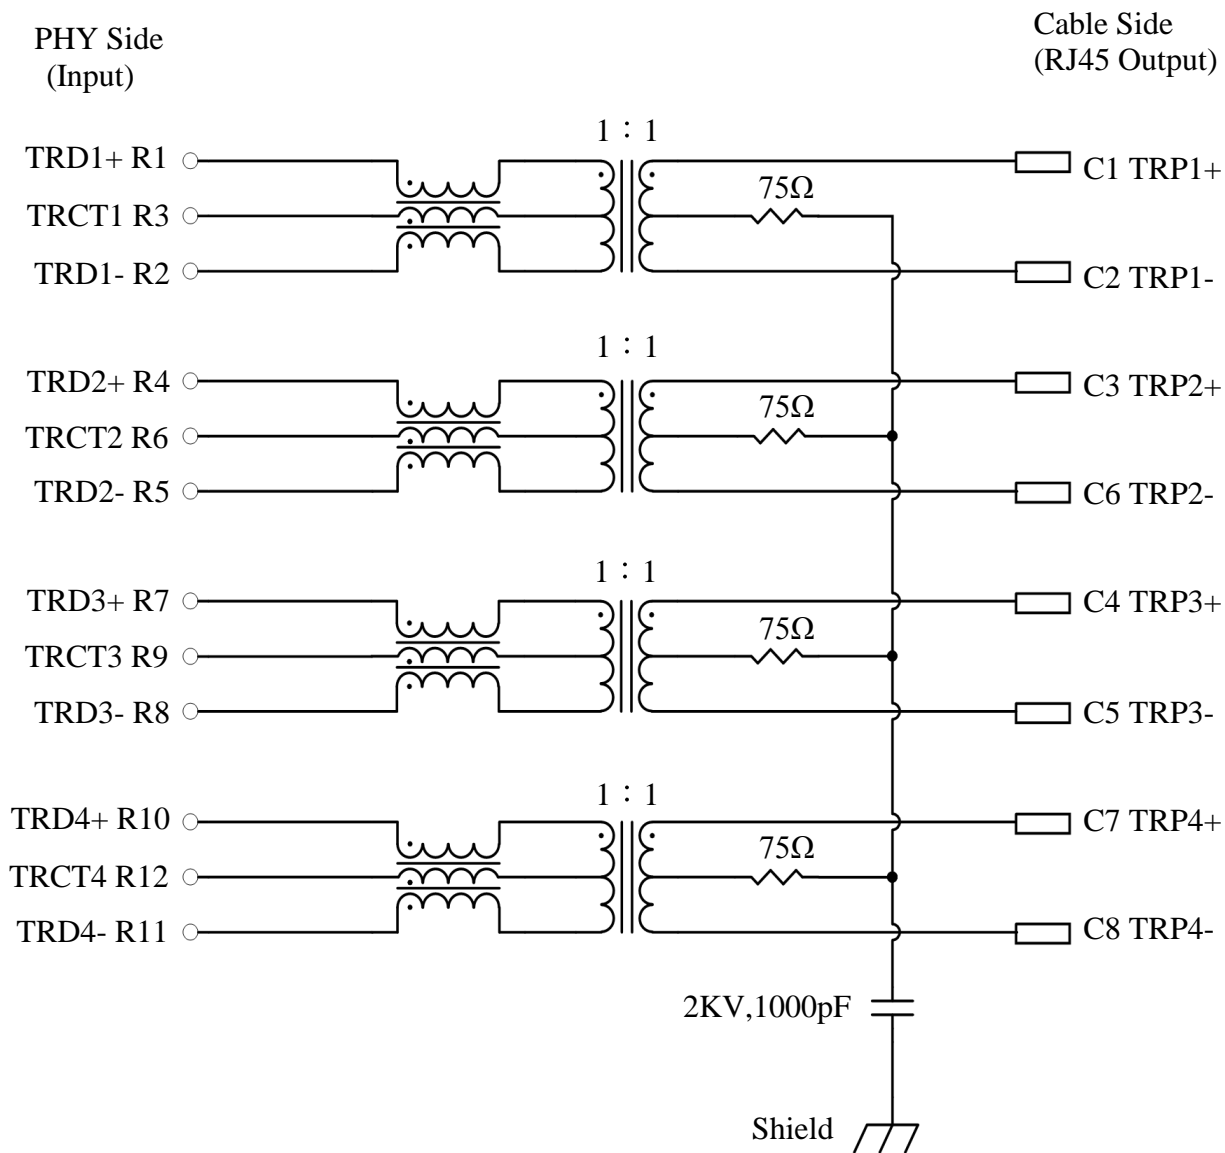 PHY Side
(Input)
Cable Side
(RJ45 Output)
1 : 1
TRD1+ R1
75Ω
C1 TRP1+
TRCT1 R3
TRD1- R2
C2 TRP1-
1 : 1
TRD2+ R4
75Ω
C3 TRP2+
TRCT2 R6
TRD2- R5
C6 TRP2-
1 : 1
TRD3+ R7
75Ω
C4 TRP3+
TRCT3 R9
TRD3- R8
C5 TRP3-
1 : 1
TRD4+ R10
75Ω
C7 TRP4+
TRCT4 R12
TRD4- R11
C8 TRP4-
2KV,1000pF
Shield